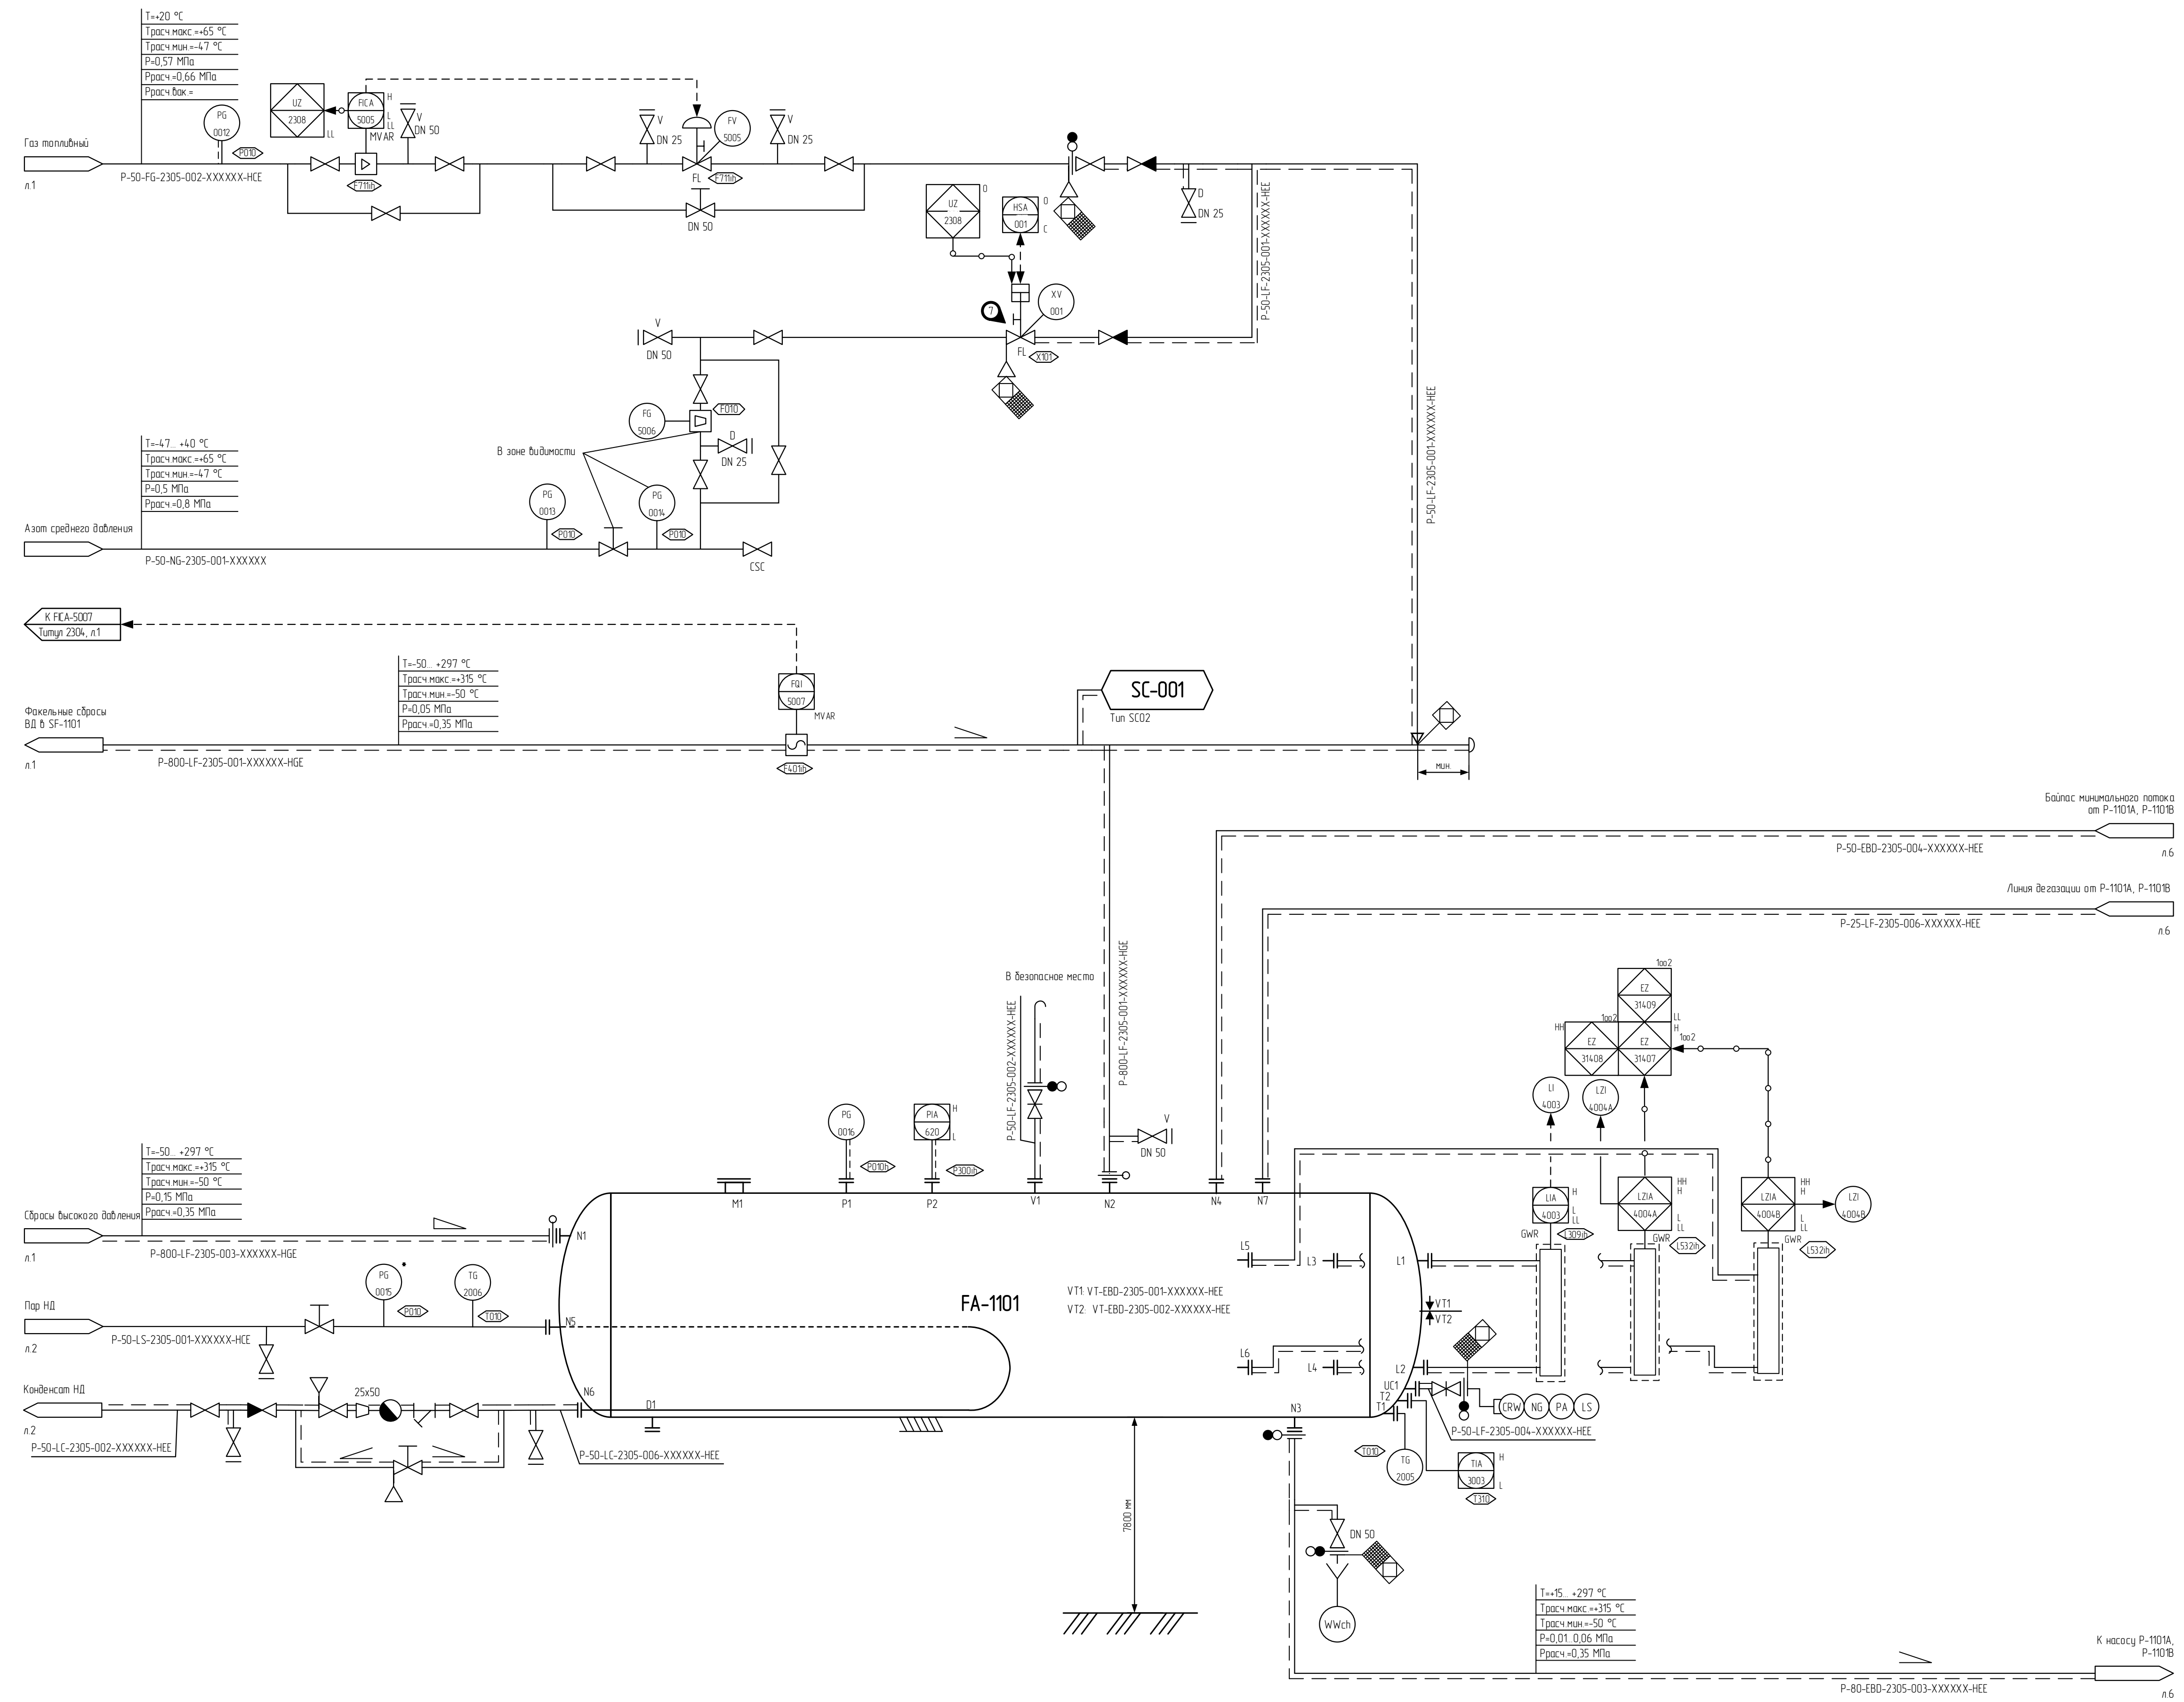 T=+20 °C
Tрасч.макс.=+65 °C
Tрасч.мин.=-47 °C
P=0,57 МПа
Pрасч.=0,66 МПа
Pрасч.вак.=
PG
0012
P010
UZ
2308
LL
FICA
5005
H
L
LL
MVAR
V
DN 50
F711ih
V
DN 25
FV
5005
V
DN 25
FL
F711ih
DN 50
Газ топливный
л.1
P-50-FG-2305-002-XXXXXX-HCE
UZ
2308
O
HSA
001
O
C
D
DN 25
P-50-LF-2305-001-XXXXXX-HEE
7
XV
001
FL
X101
V
DN 50
FG
5006
F010
D
DN 25
В зоне видимости
P-50-LF-2305-001-XXXXXX-HEE
T=-47... +40 °C
Tрасч.макс.=+65 °C
Tрасч.мин.=-47 °C
P=0,5 МПа
Pрасч.=0,8 МПа
PG
0013
P010
PG
0014
P010
CSC
Азот среднего давления
P-50-NG-2305-001-XXXXXX
К FICA-5007
Титул 2304, л.1
T=-50... +297 °C
Tрасч.макс.=+315 °C
Tрасч.мин.=-50 °C
P=0,05 МПа
Pрасч.=0,35 МПа
FQI
5007
MVAR
F401ih
SC-001
Тип SC02
Факельные сбросы
ВД в SF-1101
л.1
P-800-LF-2305-001-XXXXXX-HGE
мин.
Байпас минимального потока
от P-1101A, P-1101B
P-50-EBD-2305-004-XXXXXX-HEE
л.6
Линия дегазации от P-1101A, P-1101B
P-25-LF-2305-006-XXXXXX-HEE
л.6
В безопасное место
P-50-LF-2305-002-XXXXXX-HEE
P-800-LF-2305-001-XXXXXX-HGE
V
DN 50
1oo2
EZ
31409
LL
1oo2
HH
EZ
31408
EZ
31407
H
1oo2
LI
4003
LZI
4004A
PG
0016
P010h
PIA
620
H
L
P300ih
M1
P1
P2
V1
N2
N4
N7
LIA
4003
H
L
LL
GWR
L309ih
LZIA
4004A
HH
H
L
LL
GWR
L532ih
LZIA
4004B
HH
H
L
LL
GWR
L532ih
LZI
4004B
T=-50... +297 °C
Tрасч.макс.=+315 °C
Tрасч.мин.=-50 °C
P=0,15 МПа
Pрасч.=0,35 МПа
Сбросы высокого давления
л.1
P-800-LF-2305-003-XXXXXX-HGE
N1
PG
0015
*
P010
TG
2006
T010
Пар НД
л.2
P-50-LS-2305-001-XXXXXX-HCE
N5
FA-1101
VT1: VT-EBD-2305-001-XXXXXX-HEE
VT2: VT-EBD-2305-002-XXXXXX-HEE
L5
L3
L1
L6
L4
L2
VT1
VT2
UC1
T2
T1
CRW
NG
PA
LS
P-50-LF-2305-004-XXXXXX-HEE
Конденсат НД
л.2
P-50-LC-2305-002-XXXXXX-HEE
25x50
N6
D1
P-50-LC-2305-006-XXXXXX-HEE
N3
T010
TG
2005
TIA
3003
H
L
T310
7800 мм
DN 50
WWch
T=+15... +297 °C
Tрасч.макс.=+315 °C
Tрасч.мин.=-50 °C
P=0,01...0,06 МПа
Pрасч.=0,35 МПа
К насосу P-1101A,
P-1101B
P-80-EBD-2305-003-XXXXXX-HEE
л.6